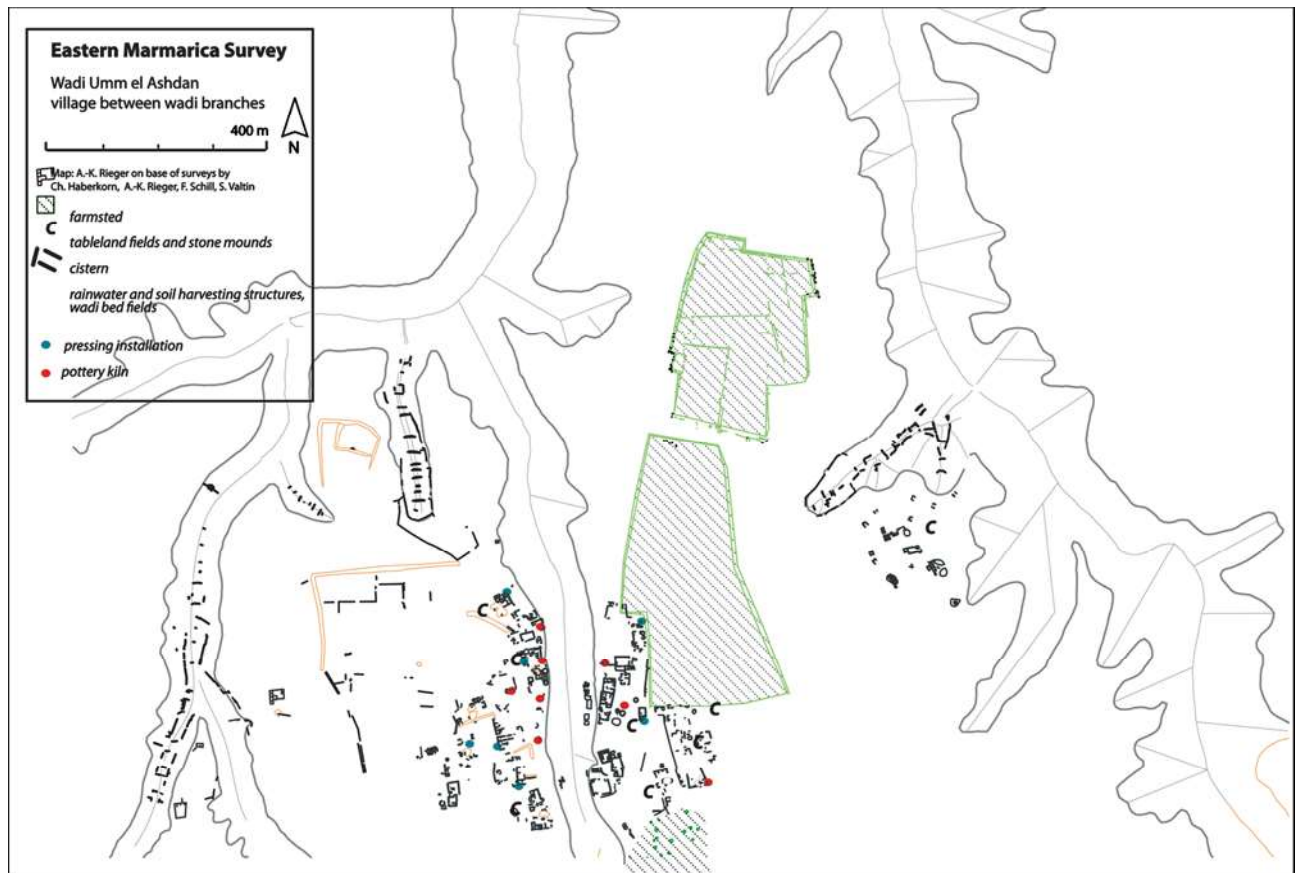 Eastern Marmarica Survey
Wadi Umm el Ashdan
village between wadi branches
400 m
N
Map: A.-K. Rieger on base of surveys by
Ch. Haberkorn, A.-K. Rieger, F. Schill, S. Valtin
farmsted
tableland fields and stone mounds
cistern
rainwater and soil harvesting structures,
wadi bed fields
pressing installation
pottery kiln